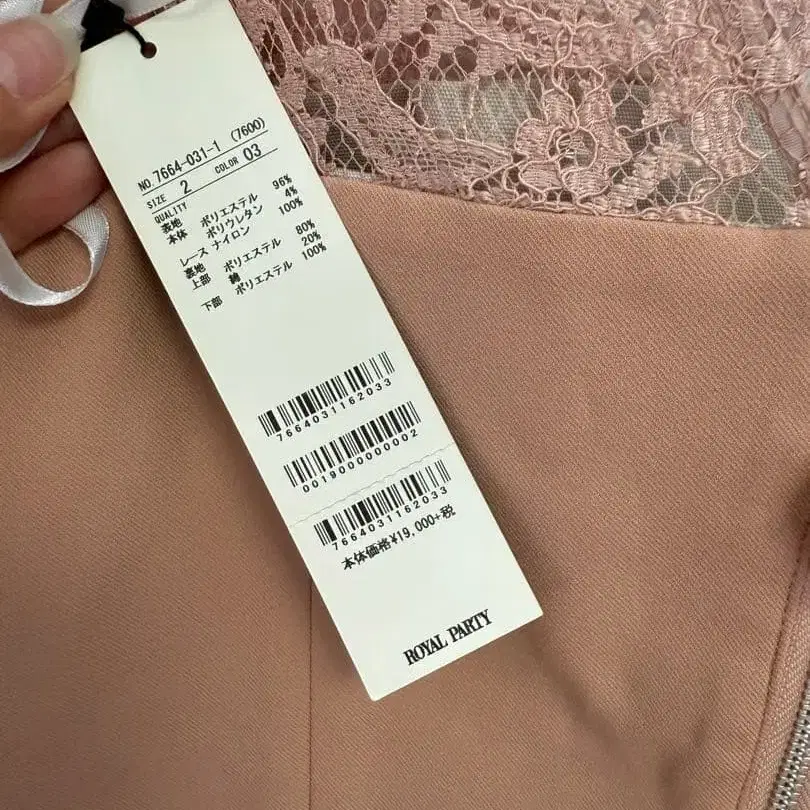 NO.7664-031-1 (7600)
SIZE 2 COLOR 03
QUALITY
表地 ポリエステル 96%
本体 ポリウレタン 4%
レース ナイロン 100%
裏地
上部 ポリエステル 80%
綿 20%
下部 ポリエステル 100%
7664031162033
0019000000002
7664031162033
本体価格¥19,000+税
ROYAL PARTY